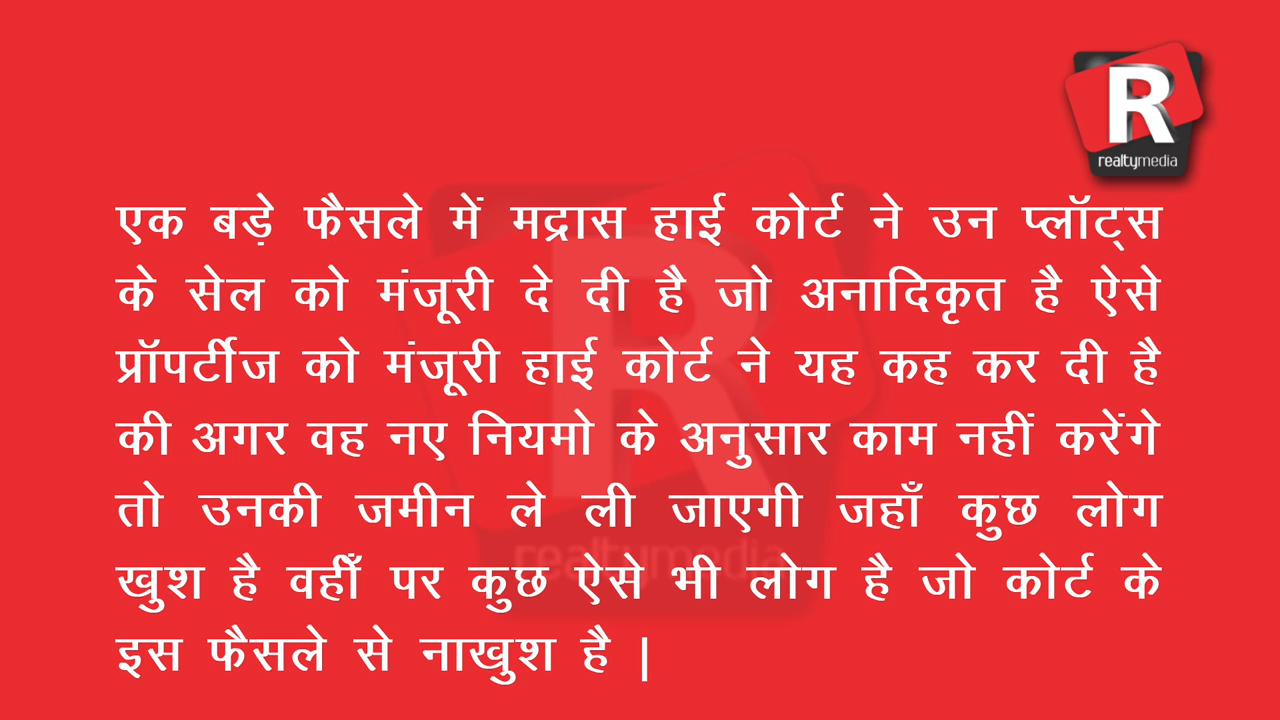 R
realtymedia
एक बड़े फैसले में मद्रास हाई कोर्ट ने उन प्लॉट्स
के सेल को मंजूरी दे दी है जो अनादिकृत है ऐसे
प्रॉपर्टीज को मंजूरी हाई कोर्ट ने यह कह कर दी है
की अगर वह नए नियमो के अनुसार काम नहीं करेंगे
तो उनकी जमीन ले ली जाएगी जहाँ कुछ लोग
खुश है वहीँ पर कुछ ऐसे भी लोग है जो कोर्ट के
इस फैसले से नाखुश है |
R
realtymedia